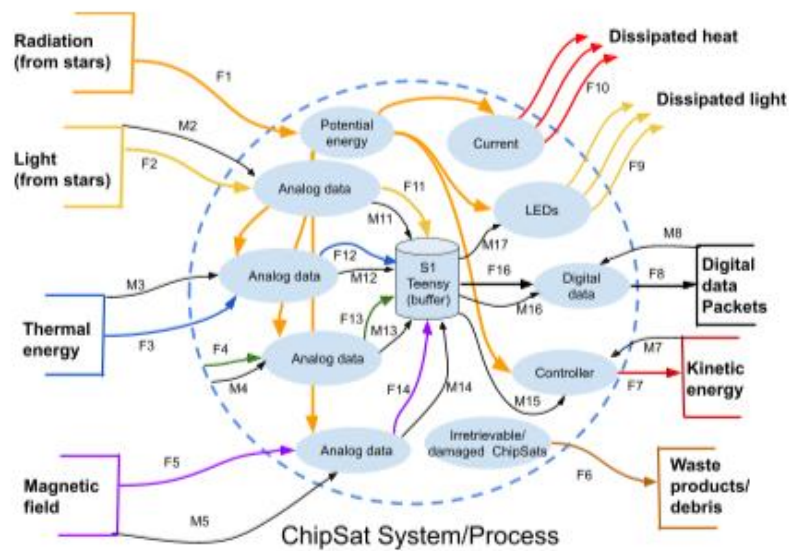 Radiation
(from stars)
F1
Dissipated heat
F10
Dissipated light
F9
M2
Light
(from stars)
F2
Potential
energy
Current
Analog data
F11
M11
LEDs
M17
M8
M3
Analog data
F12
M12
S1
Teensy
(buffer)
F16
M16
Digital
data
F8
Digital
data
Packets
Thermal
energy
F3
F13
M13
F4
M4
Analog data
F14
M14
M15
Controller
M7
F7
Kinetic
energy
Magnetic
field
F5
M5
Analog data
Irretrievable/
damaged ChipSats
F6
Waste
products/
debris
ChipSat System/Process